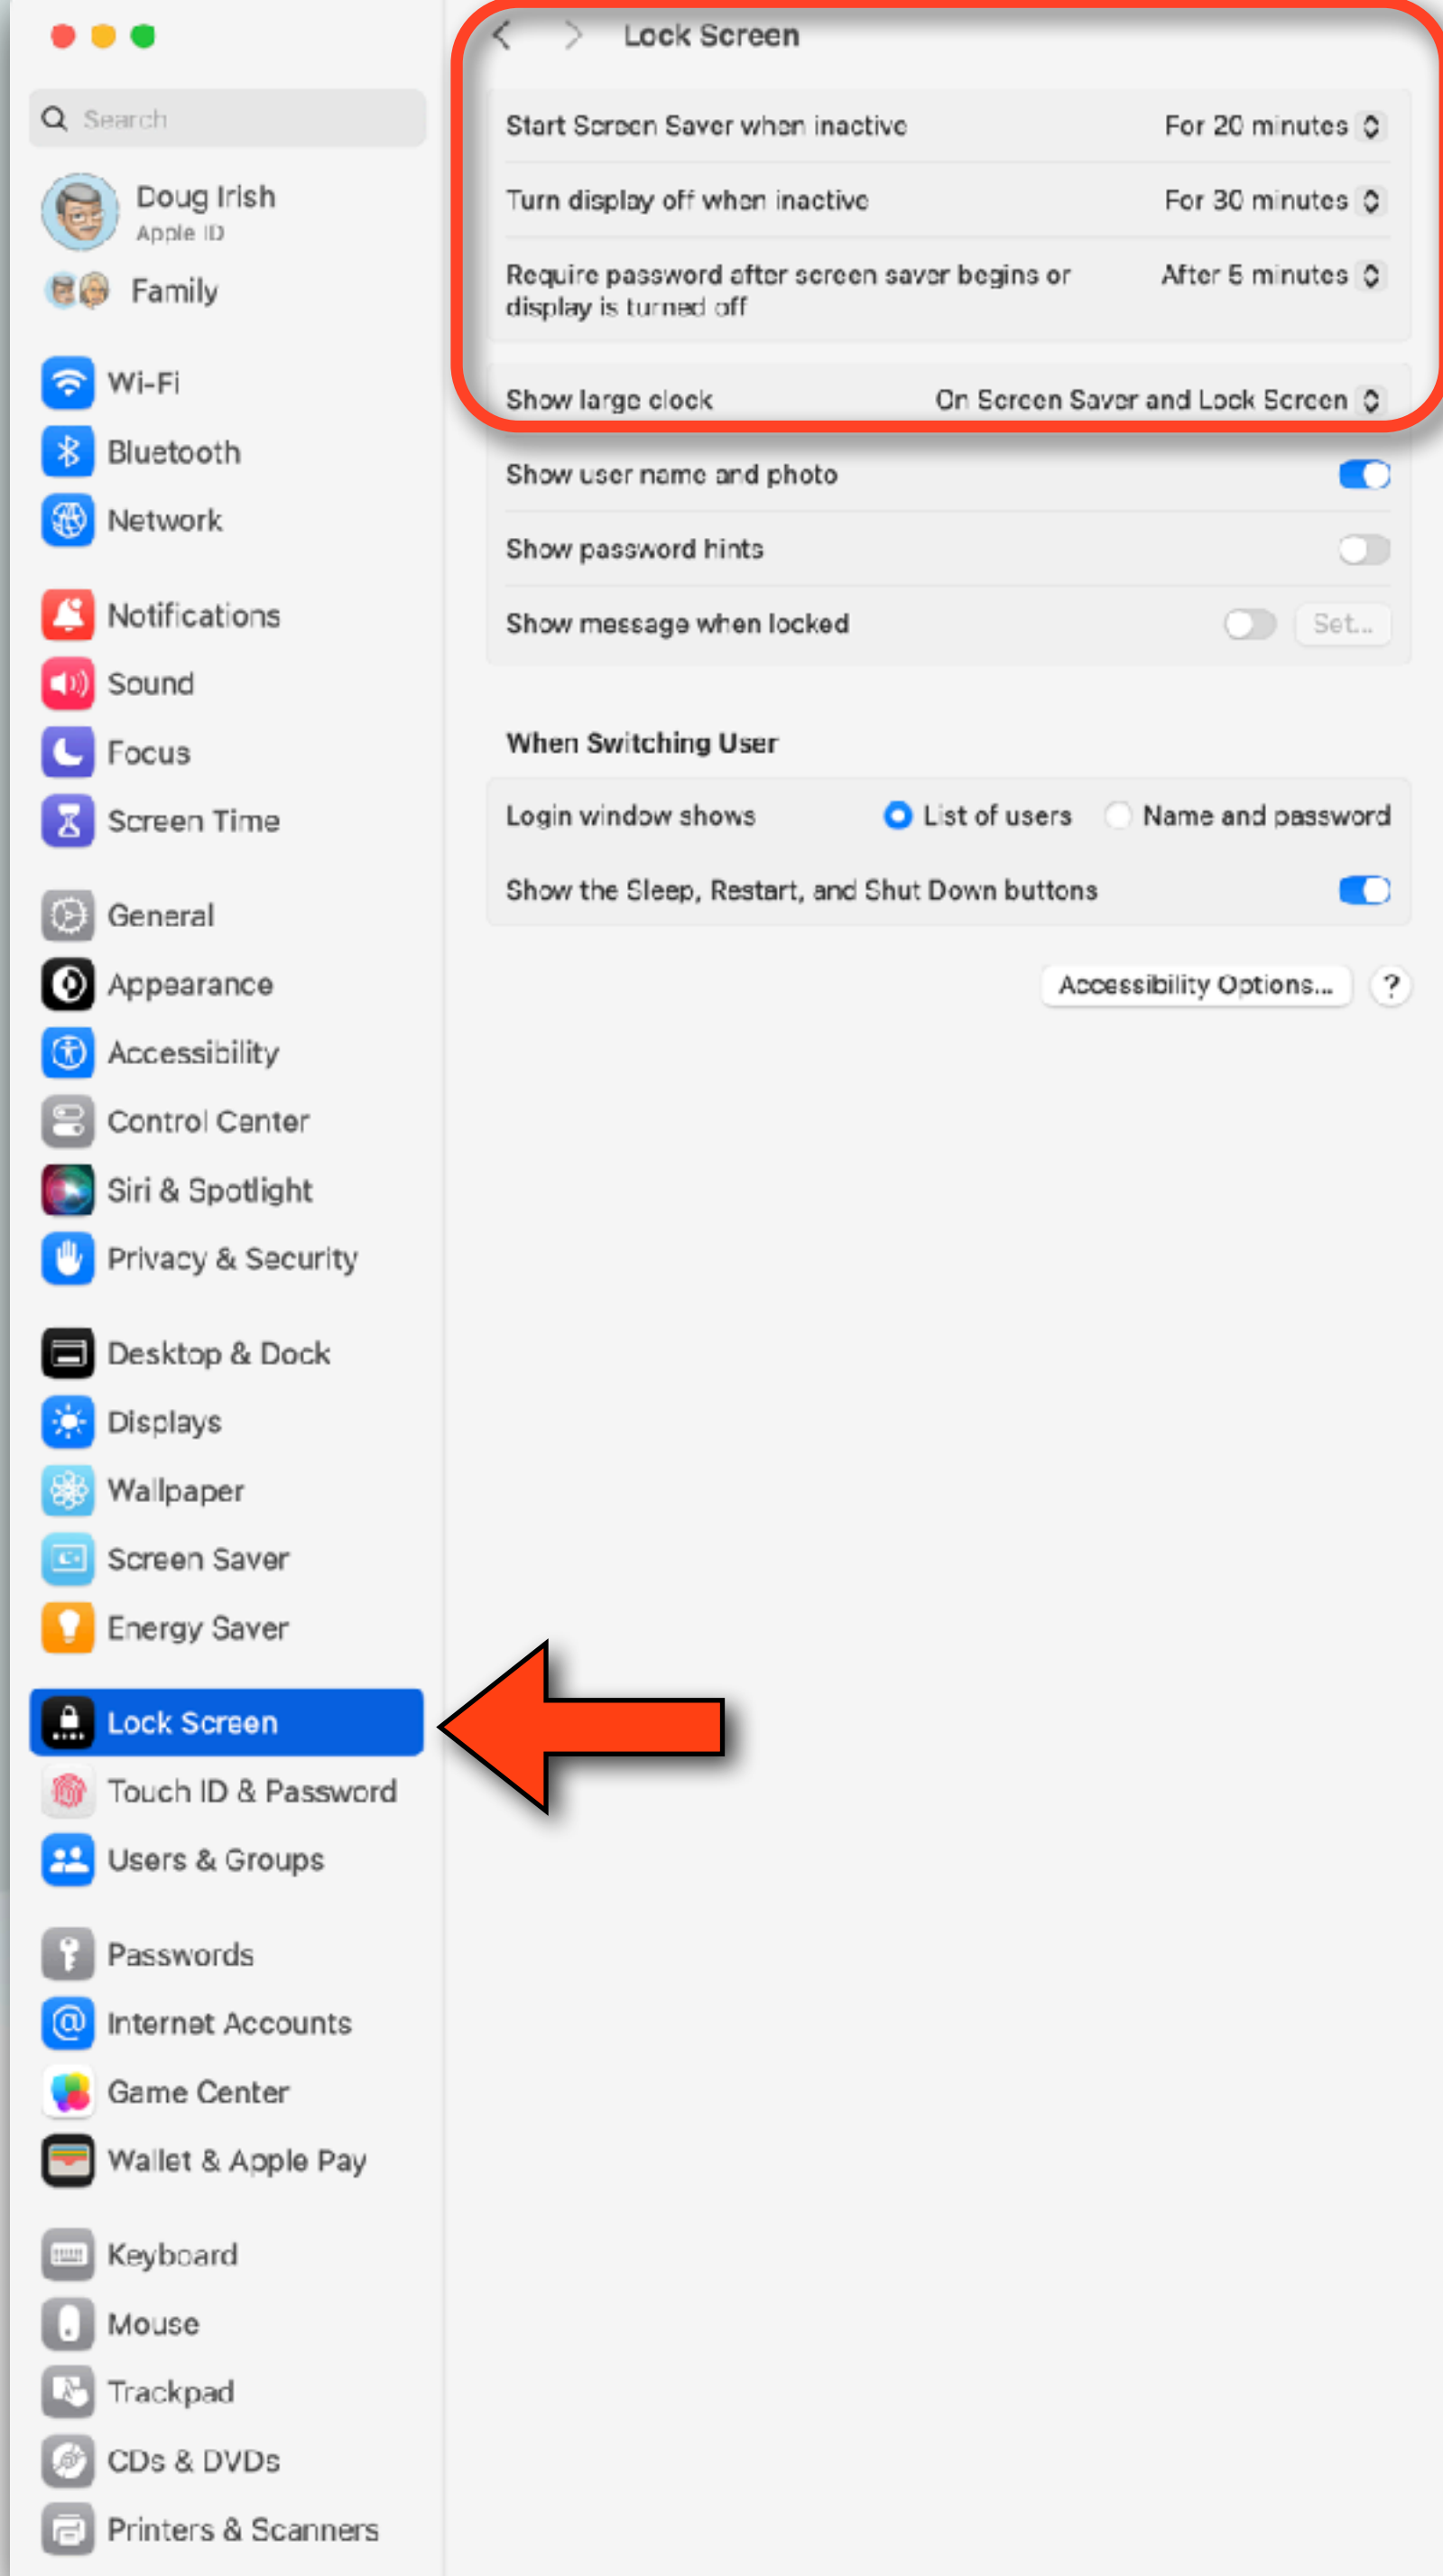 Search
Doug Irish
Apple ID
Family
Wi-Fi
Bluetooth
Network
Notifications
Sound
Focus
Screen Time
General
Appearance
Accessibility
Control Center
Siri & Spotlight
Privacy & Security
Desktop & Dock
Displays
Wallpaper
Screen Saver
Energy Saver
Lock Screen
Touch ID & Password
Users & Groups
Passwords
Internet Accounts
Game Center
Wallet & Apple Pay
Keyboard
Mouse
Trackpad
CDs & DVDs
Printers & Scanners
Lock Screen
Start Screen Saver when inactive For 20 minutes
Turn display off when inactive For 30 minutes
Require password after screen saver begins or After 5 minutes
display is turned off
Show large clock On Screen Saver and Lock Screen
Show user name and photo
Show password hints
Show message when locked Set...
When Switching User
Login window shows List of users Name and password
Show the Sleep, Restart, and Shut Down buttons
Accessibility Options... ?